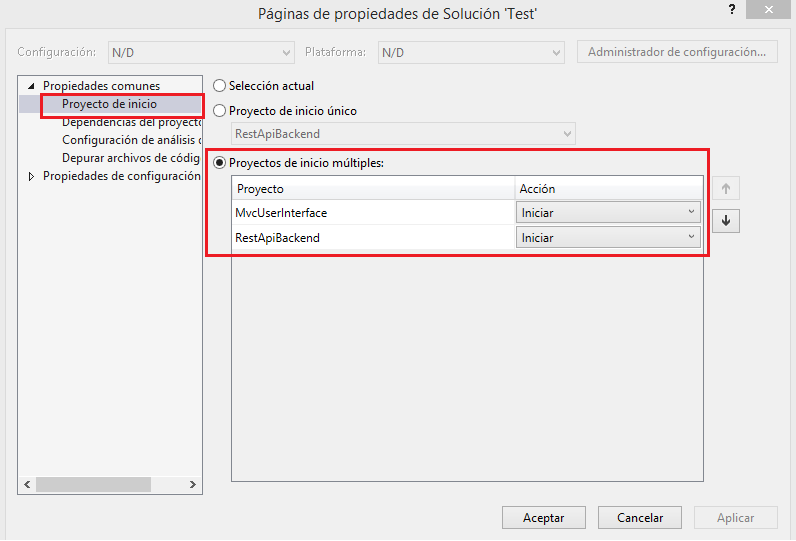 Páginas de propiedades de Solución 'Test'
?
Configuración:
N/D
Plataforma:
N/D
Administrador de configuración...
Propiedades comunes
Proyecto de inicio
Dependencias del proyecto
Configuración de análisis
Depurar archivos de códig
Propiedades de configuración
Selección actual
Proyecto de inicio único
RestApiBackend
Proyectos de inicio múltiples:
Proyecto Acción
MvcUserInterface Iniciar
RestApiBackend Iniciar
Aceptar Cancelar Aplicar